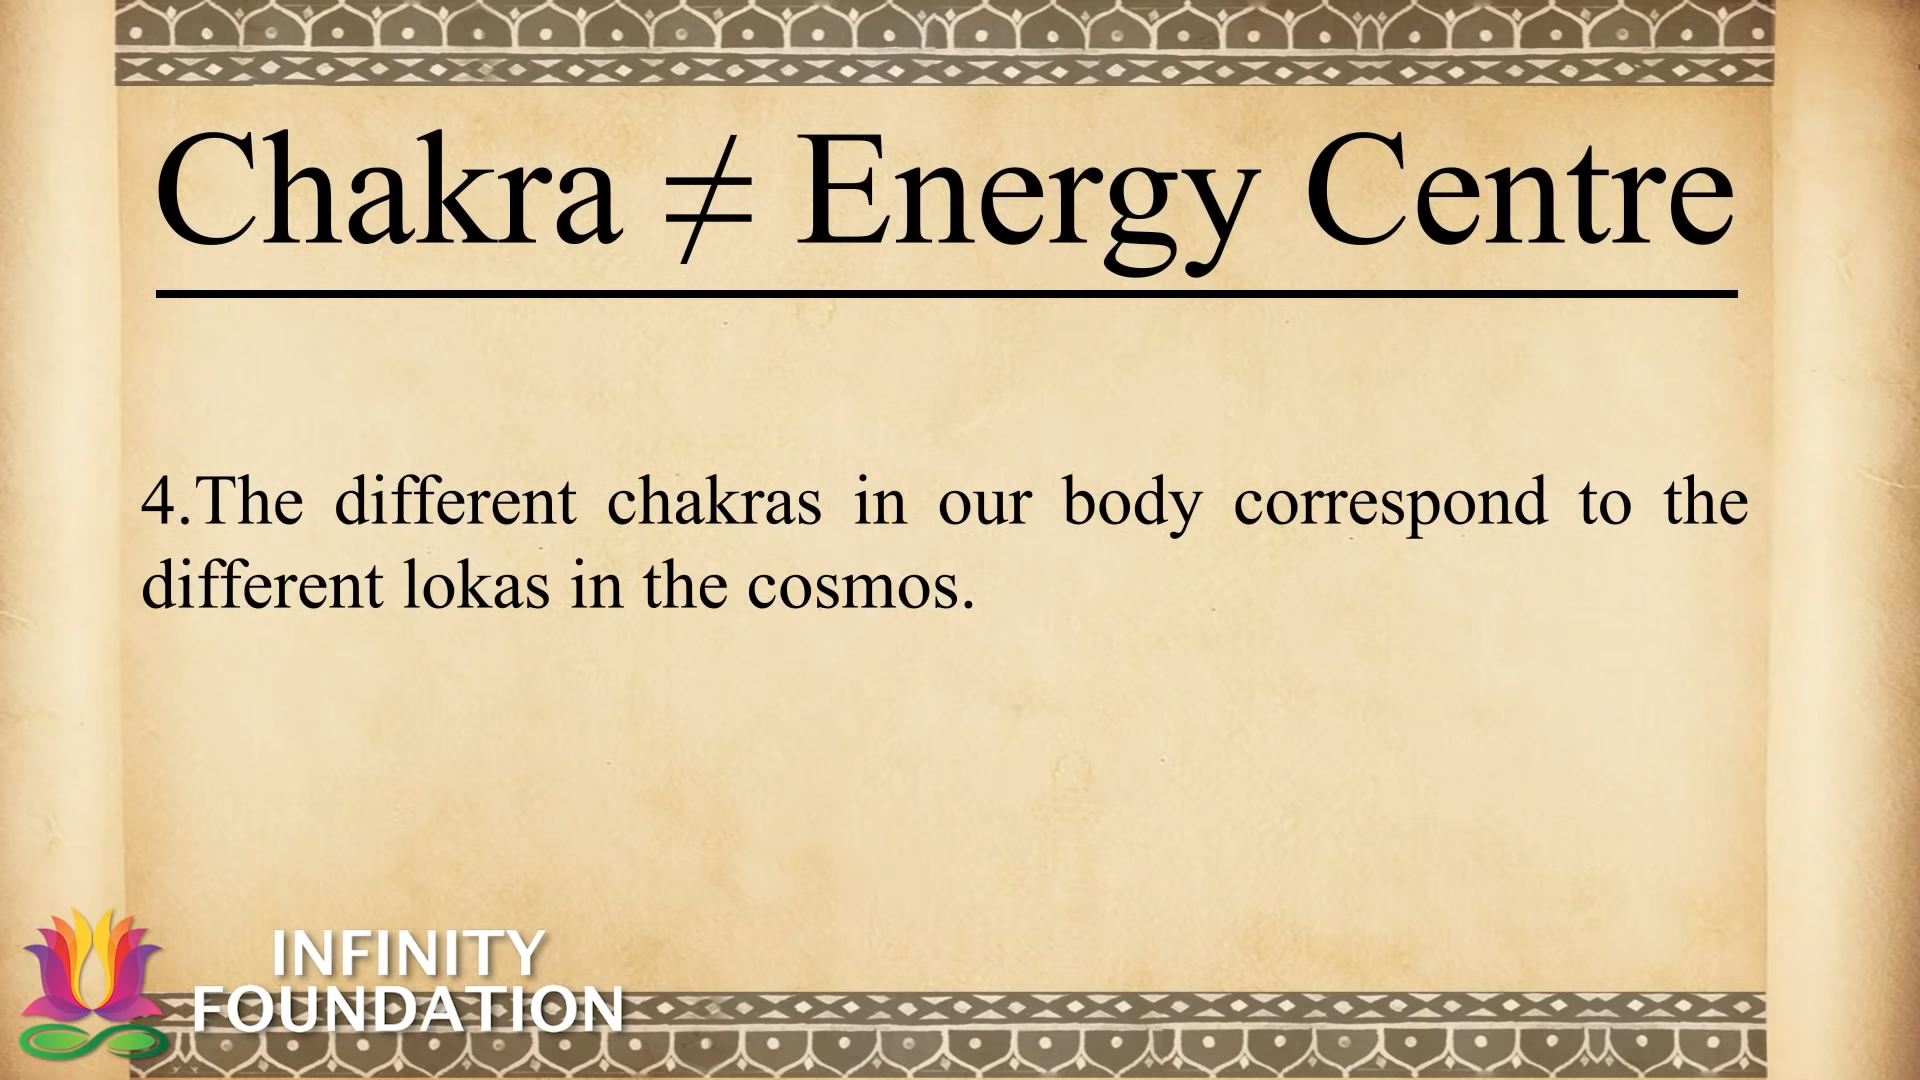 Chakra ≠ Energy Centre
4.The different chakras in our body correspond to the
different lokas in the cosmos.
INFINITY
FOUNDATION